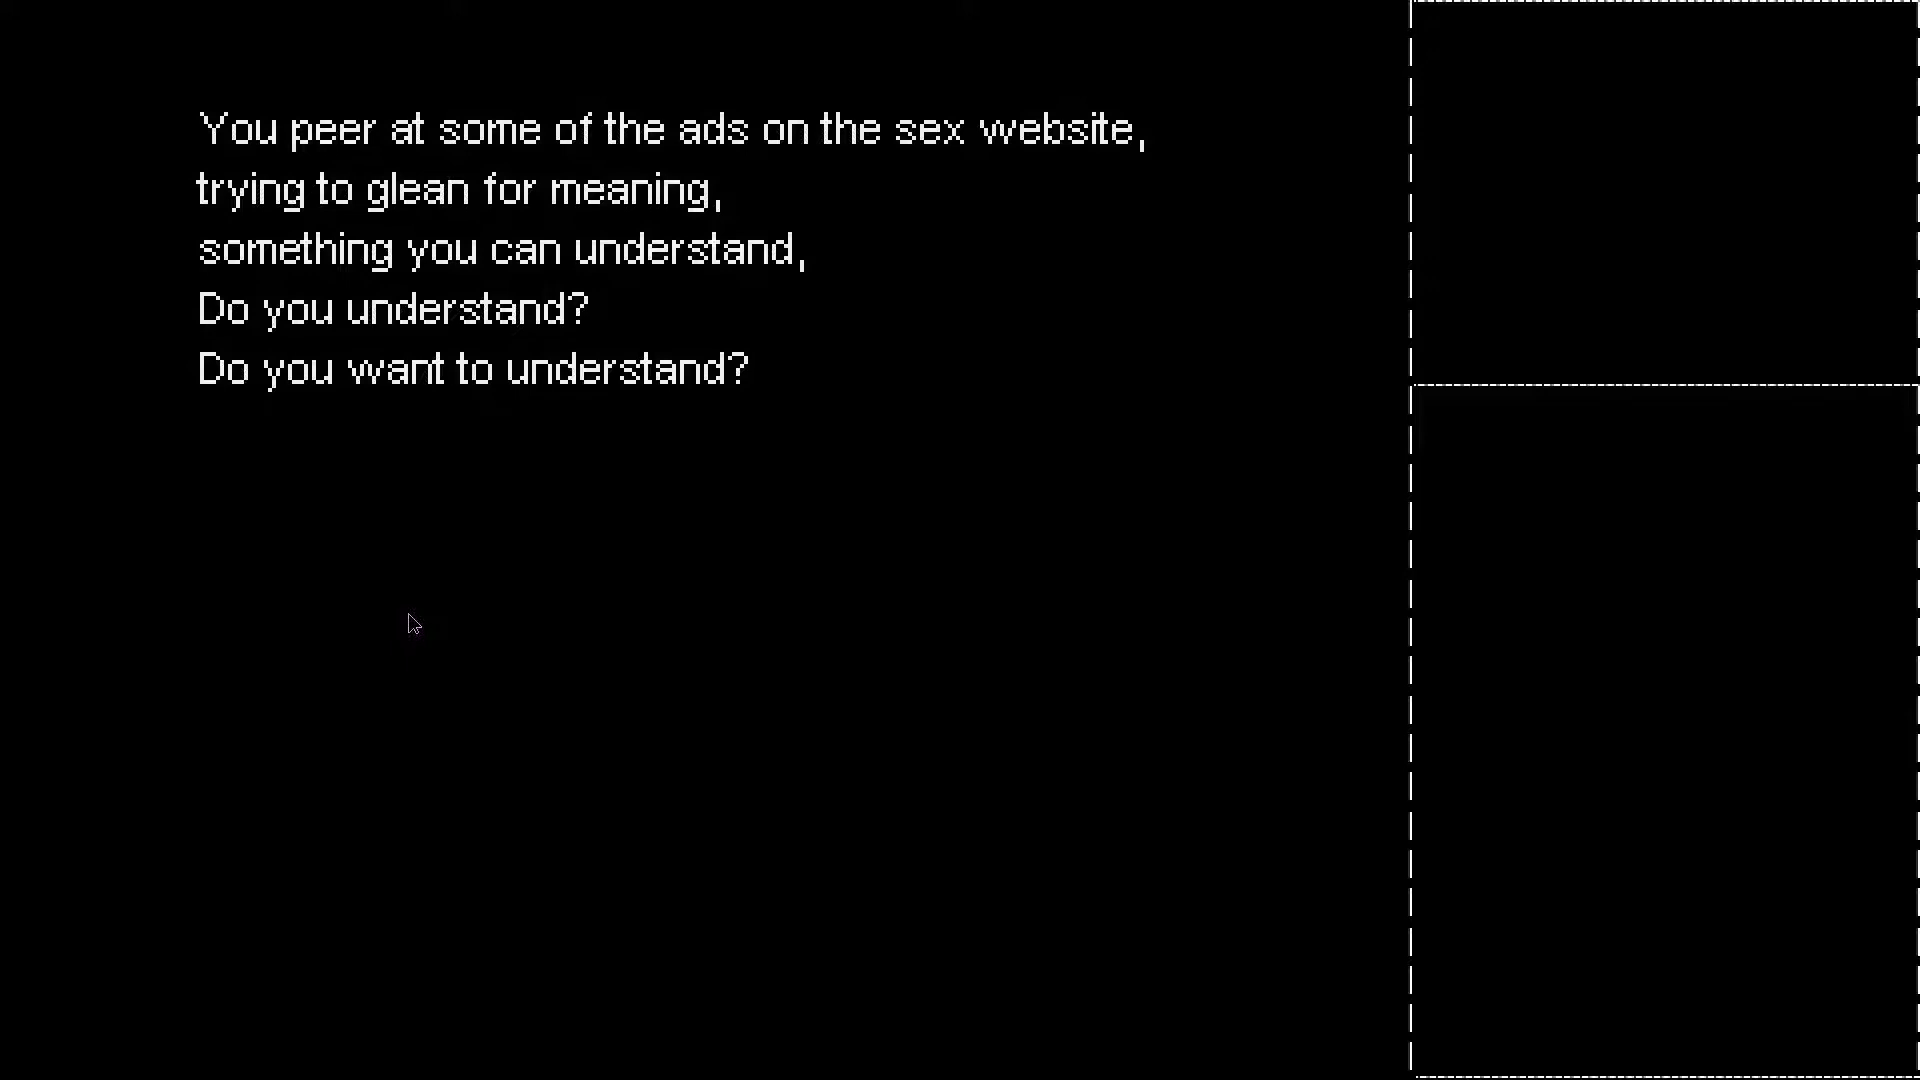 You peer at some of the ads on the sex website,
trying to glean for meaning,
something you can understand,
Do you understand?
Do you want to understand?